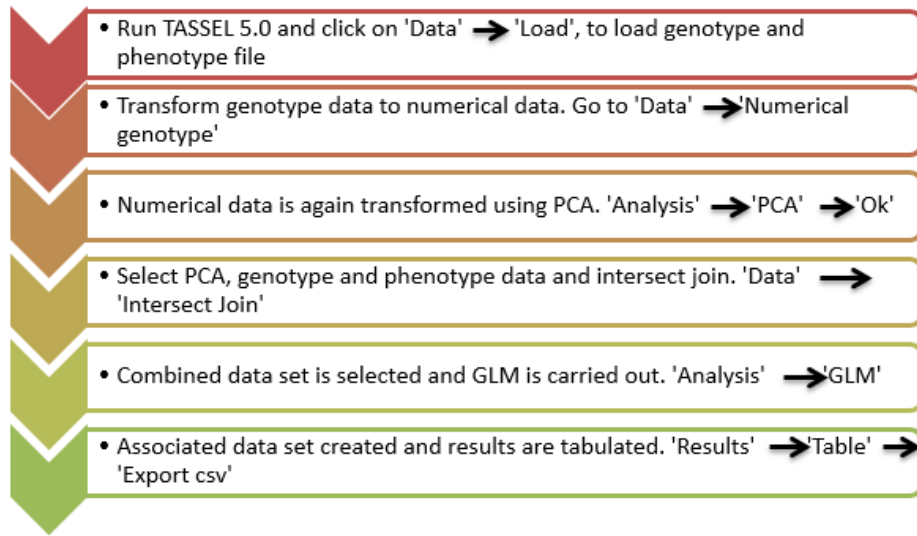 • Run TASSEL 5.0 and click on 'Data' → 'Load', to load genotype and
phenotype file
• Transform genotype data to numerical data. Go to 'Data' → 'Numerical
genotype'
• Numerical data is again transformed using PCA. 'Analysis' → 'PCA' → 'Ok'
• Select PCA, genotype and phenotype data and intersect join. 'Data' →
'Intersect Join'
• Combined data set is selected and GLM is carried out. 'Analysis' → 'GLM'
• Associated data set created and results are tabulated. 'Results' → 'Table' →
'Export csv'